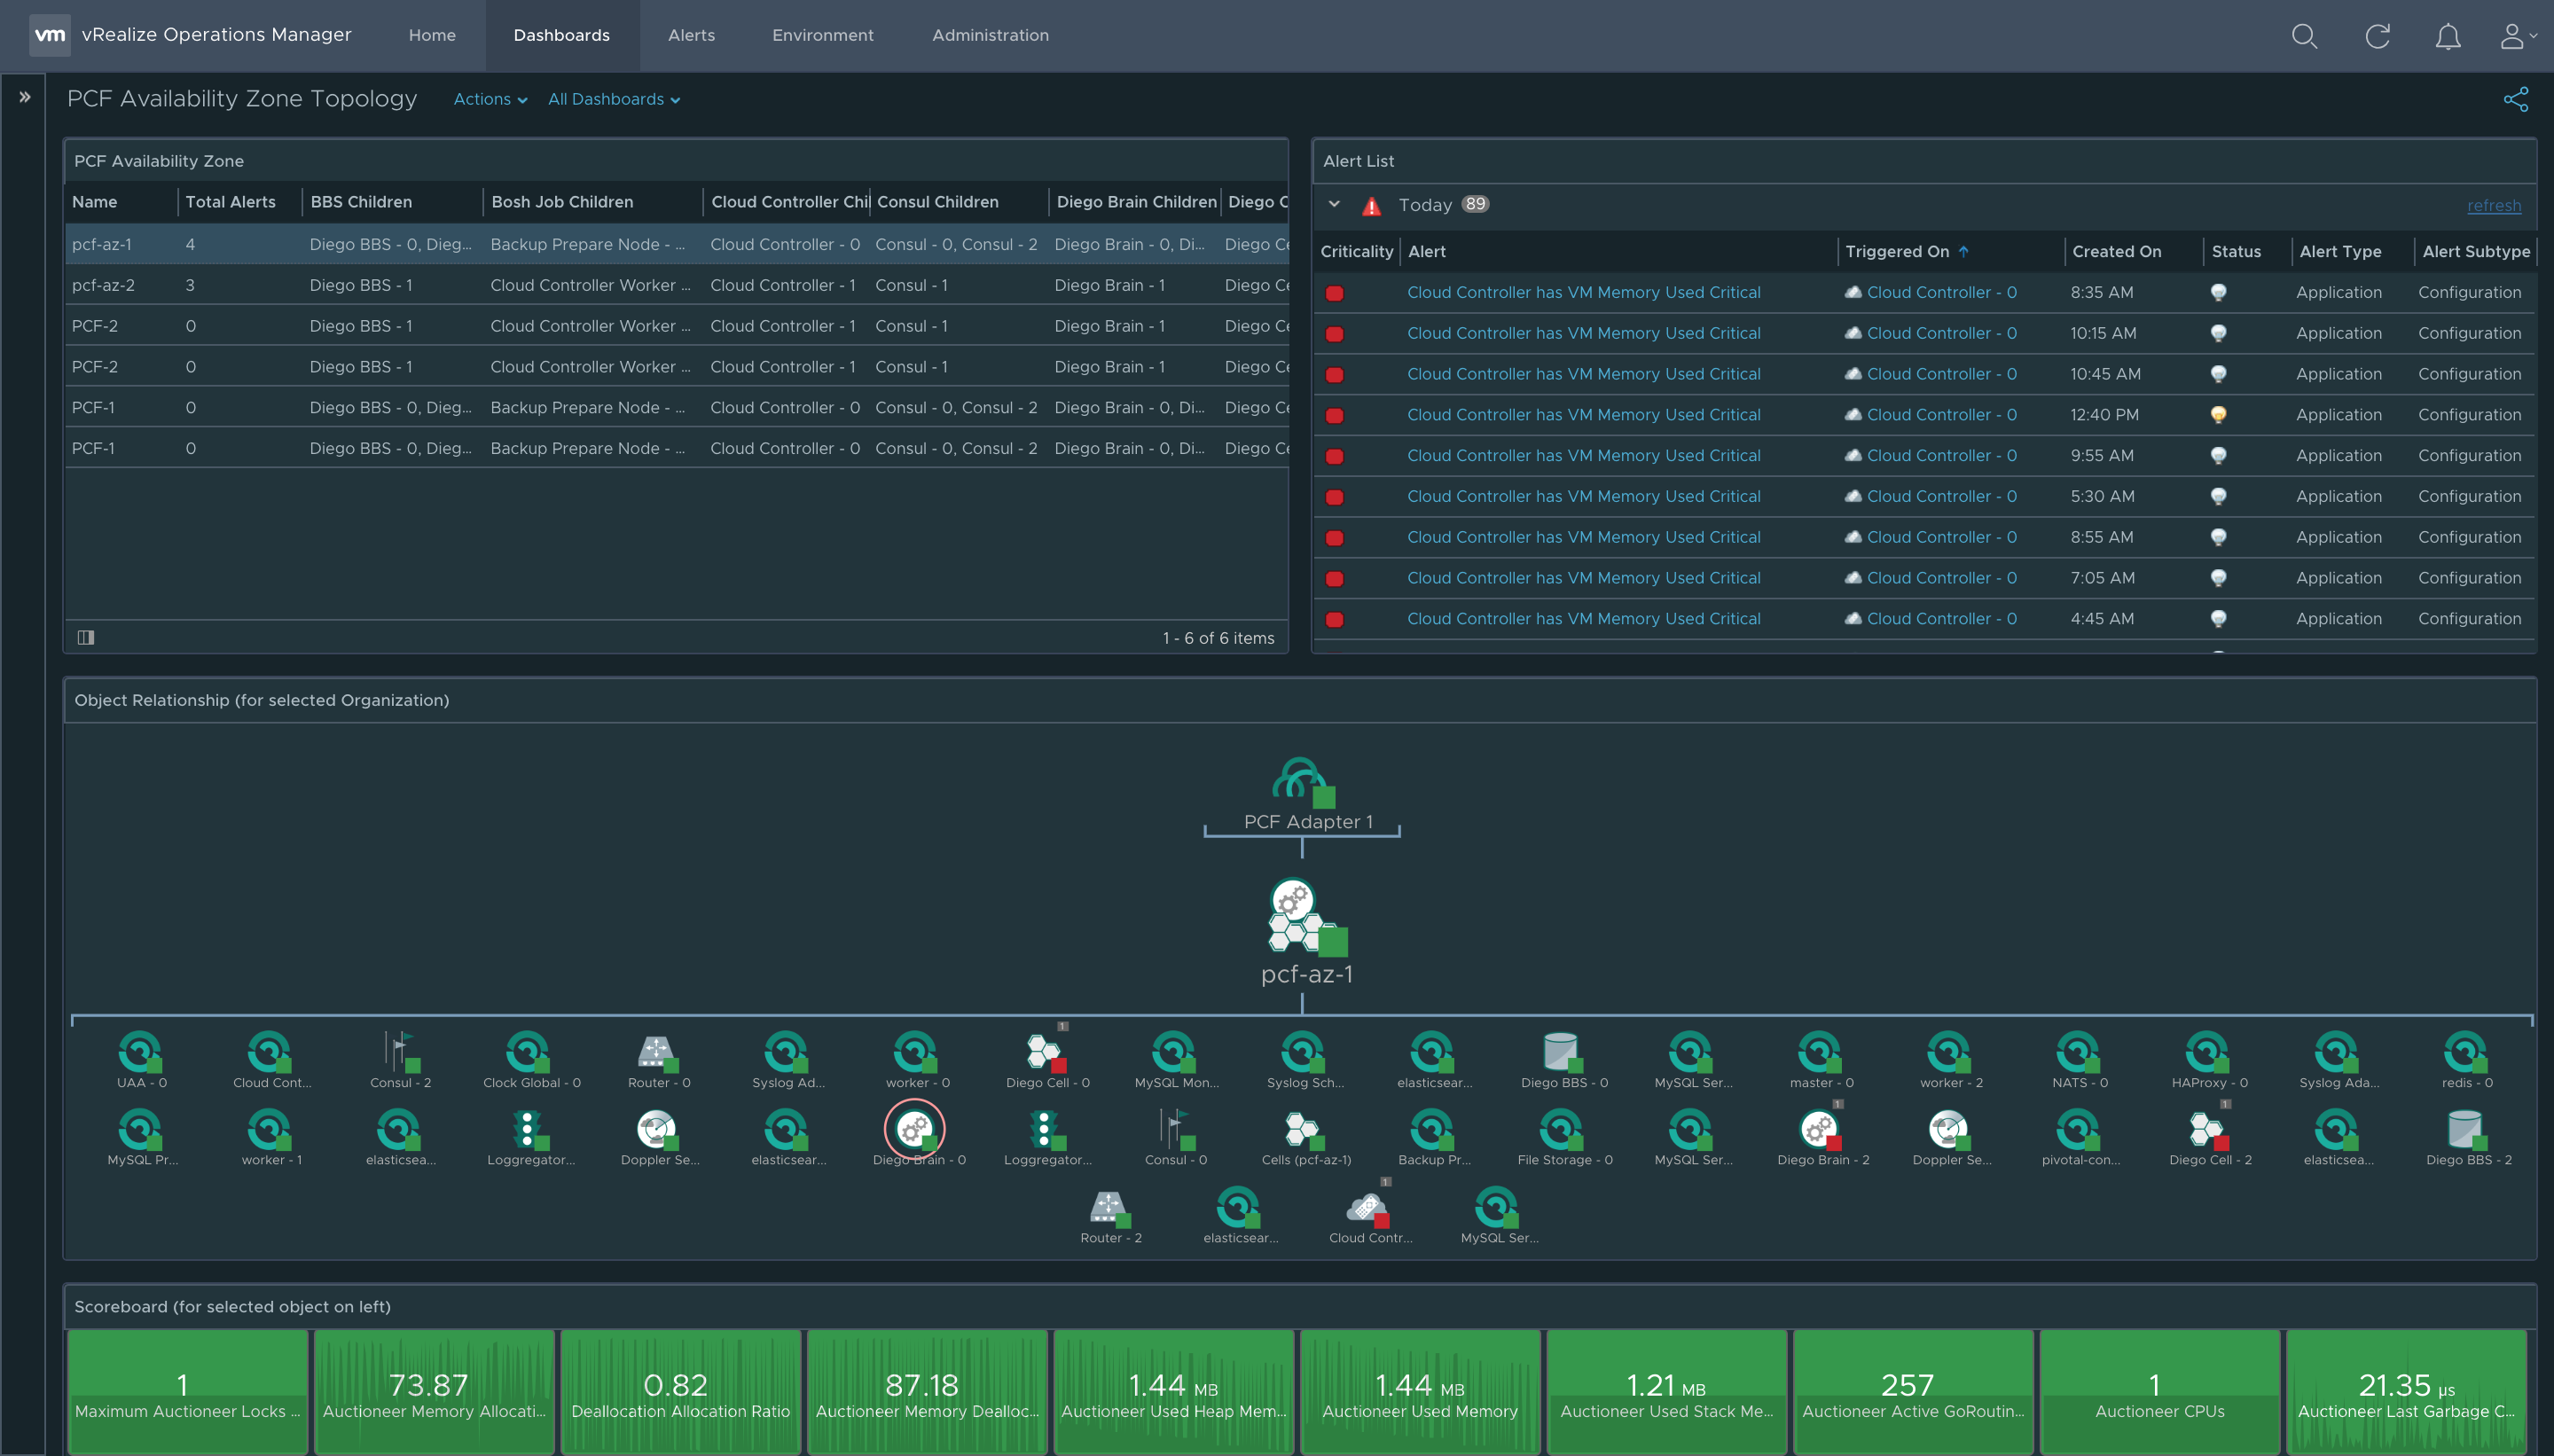 vm vRealize Operations Manager Home Dashboards Alerts Environment Administration
PCF Availability Zone Topology Actions All Dashboards
PCF Availability Zone
Name Total Alerts BBS Children Bosh Job Children Cloud Controller Chi Consul Children Diego Brain Children Diego C
pcf-az-1 4 Diego BBS - 0, Dieg... Backup Prepare Node - ... Cloud Controller - 0 Consul - 0, Consul - 2 Diego Brain - 0, Di... Diego Ce
pcf-az-2 3 Diego BBS - 1 Cloud Controller Worker ... Cloud Controller - 1 Consul - 1 Diego Brain - 1 Diego Ce
PCF-2 0 Diego BBS - 1 Cloud Controller Worker ... Cloud Controller - 1 Consul - 1 Diego Brain - 1 Diego Ce
PCF-2 0 Diego BBS - 1 Cloud Controller Worker ... Cloud Controller - 1 Consul - 1 Diego Brain - 1 Diego Ce
PCF-1 0 Diego BBS - 0, Dieg... Backup Prepare Node - ... Cloud Controller - 0 Consul - 0, Consul - 2 Diego Brain - 0, Di... Diego Ce
PCF-1 0 Diego BBS - 0, Dieg... Backup Prepare Node - ... Cloud Controller - 0 Consul - 0, Consul - 2 Diego Brain - 0, Di... Diego Ce
1 - 6 of 6 items
Alert List
Today 89 refresh
Criticality Alert Triggered On Created On Status Alert Type Alert Subtype
Cloud Controller has VM Memory Used Critical Cloud Controller - 0 8:35 AM Application Configuration
Cloud Controller has VM Memory Used Critical Cloud Controller - 0 10:15 AM Application Configuration
Cloud Controller has VM Memory Used Critical Cloud Controller - 0 10:45 AM Application Configuration
Cloud Controller has VM Memory Used Critical Cloud Controller - 0 12:40 PM Application Configuration
Cloud Controller has VM Memory Used Critical Cloud Controller - 0 9:55 AM Application Configuration
Cloud Controller has VM Memory Used Critical Cloud Controller - 0 5:30 AM Application Configuration
Cloud Controller has VM Memory Used Critical Cloud Controller - 0 8:55 AM Application Configuration
Cloud Controller has VM Memory Used Critical Cloud Controller - 0 7:05 AM Application Configuration
Cloud Controller has VM Memory Used Critical Cloud Controller - 0 4:45 AM Application Configuration
Object Relationship (for selected Organization)
PCF Adapter 1
pcf-az-1
1
UAA - 0 Cloud Cont... Consul - 2 Clock Global - 0 Router - 0 Syslog Ad... worker - 0 Diego Cell - 0 MySQL Mon... Syslog Sch... elasticsear... Diego BBS - 0 MySQL Ser... master - 0 worker - 2 NATS - 0 HAProxy - 0 Syslog Ada... redis - 0
1 1
MySQL Pr... worker - 1 elasticsea... Loggregator... Doppler Se... elasticsear... Diego Brain - 0 Loggregator... Consul - 0 Cells (pcf-az-1) Backup Pr... File Storage - 0 MySQL Ser... Diego Brain - 2 Doppler Se... pivotal-con... Diego Cell - 2 elasticsea... Diego BBS - 2
1
Router - 2 elasticsear... Cloud Contr... MySQL Ser...
Scoreboard (for selected object on left)
1 73.87 0.82 87.18 1.44 MB 1.44 MB 1.21 MB 257 1 21.35 µs
Maximum Auctioneer Locks ... Auctioneer Memory Allocati... Deallocation Allocation Ratio Auctioneer Memory Dealloc... Auctioneer Used Heap Mem... Auctioneer Used Memory Auctioneer Used Stack Me... Auctioneer Active GoRoutin... Auctioneer CPUs Auctioneer Last Garbage C...